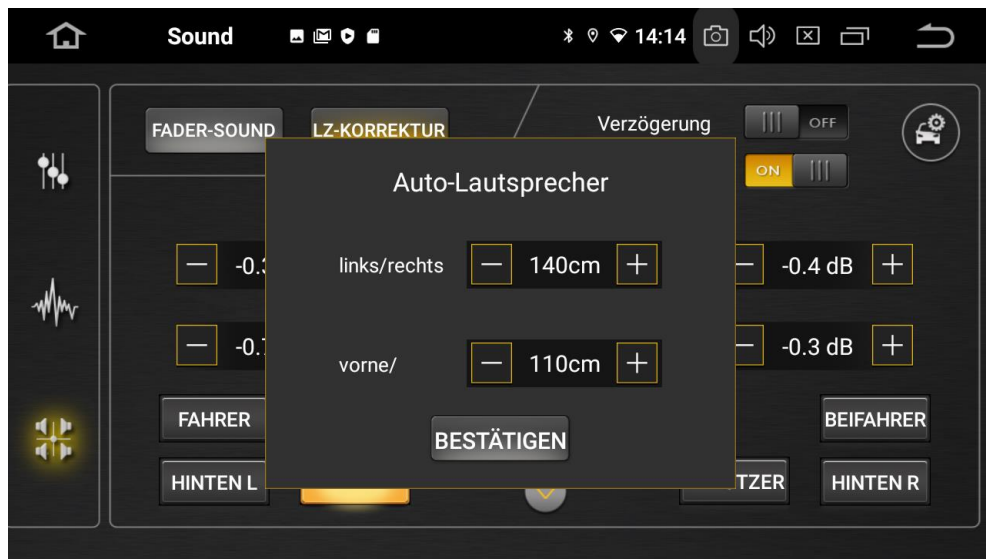 Sound
14:14
FADER-SOUND
LZ-KORREKTUR
Verzögerung
OFF
ON
Auto-Lautsprecher
links/rechts
140cm
-0.4 dB
vorne/
110cm
-0.3 dB
FAHRER
BESTÄTIGEN
BEIFAHRER
HINTEN L
HINTEN R